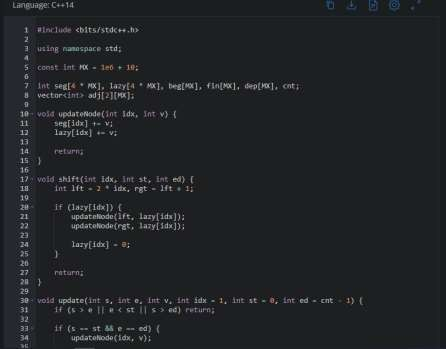 Language: C++14
1 #include <bits/stdc++.h>
2
3 using namespace std;
4
5 const int MX = 1e6 + 10;
6
7 int seg[4 * MX], lazy[4 * MX], beg[MX], fin[MX], dep[MX], cnt;
8 vector<int> adj[2][MX];
9
10 void updateNode(int idx, int v) {
11 seg[idx] += v;
12 lazy[idx] += v;
13
14 return;
15 }
16
17 void shift(int idx, int st, int ed) {
18 int lft = 2 * idx, rgt = lft + 1;
19
20 if (lazy[idx]) {
21 updateNode(lft, lazy[idx]);
22 updateNode(rgt, lazy[idx]);
23
24 lazy[idx] = 0;
25 }
26
27 return;
28 }
29
30 void update(int s, int e, int v, int idx = 1, int st = 0, int ed = cnt - 1) {
31 if (s > e || e < st || s > ed) return;
32
33 if (s == st && e == ed) {
34 updateNode(idx, v);
35